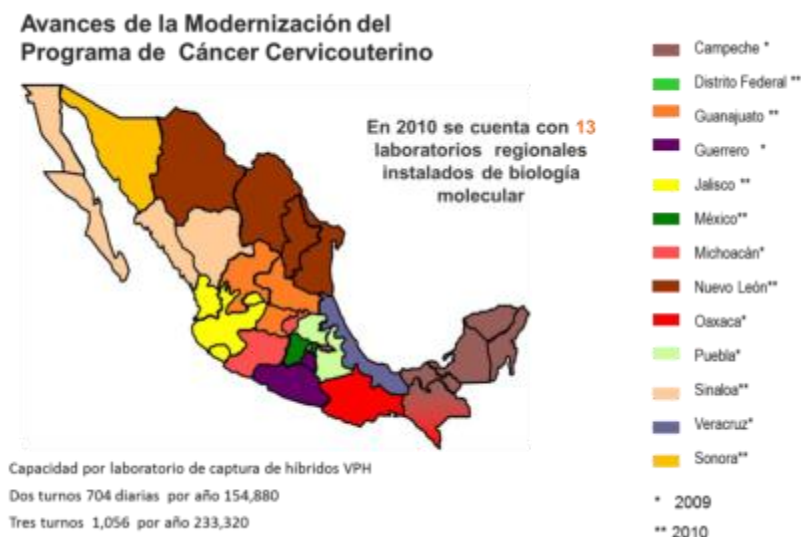 Avances de la Modernización del
Programa de Cáncer Cervicouterino
En 2010 se cuenta con 13
laboratorios regionales
instalados de biología
molecular
Campeche *
Distrito Federal **
Guanajuato **
Guerrero *
Jalisco **
México**
Michoacán*
Nuevo León**
Oaxaca*
Puebla*
Sinaloa**
Veracruz*
Sonora**
* 2009
** 2010
Capacidad por laboratorio de captura de hibridos VPH
Dos turnos 704 diarias por año 154,880
Tres turnos 1,056 por año 233,320